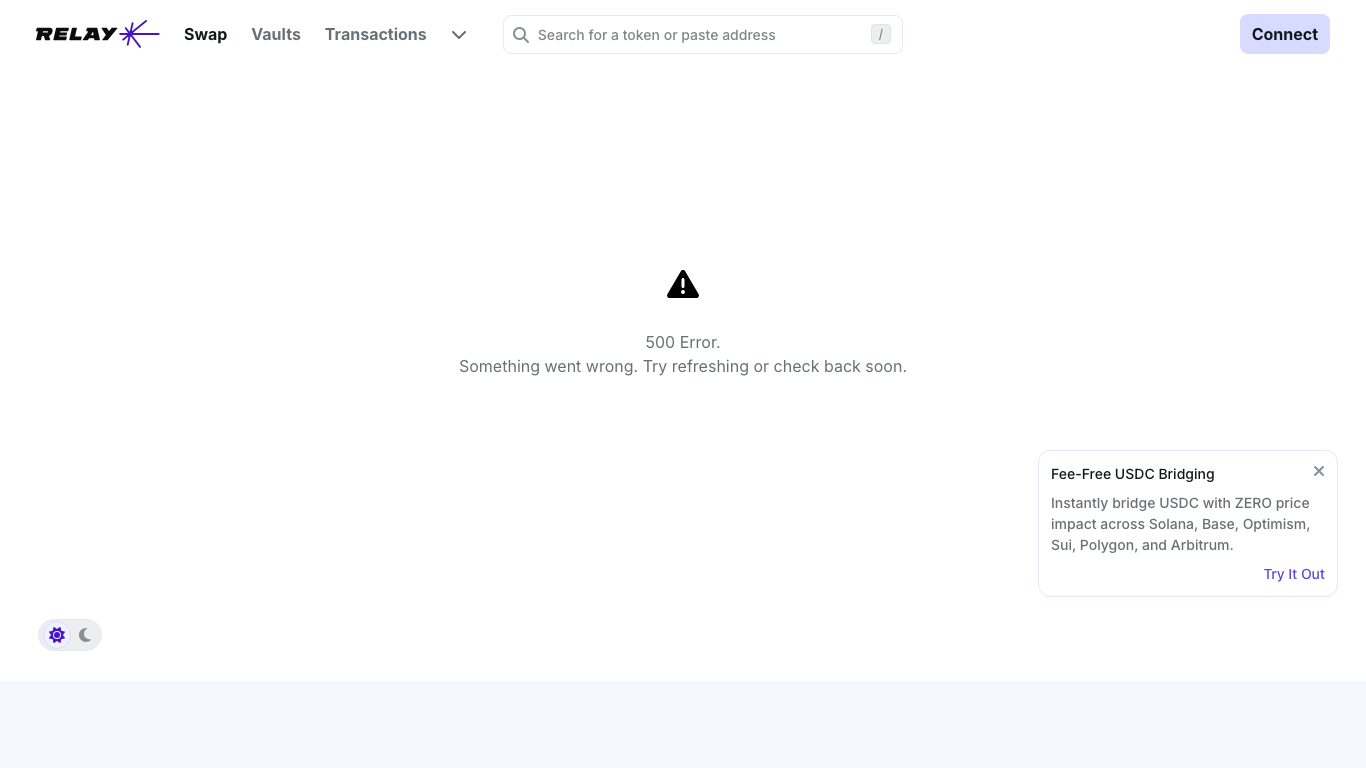 RELAY
Swap
Vaults
Transactions
Search for a token or paste address
/
Connect
500 Error.
Something went wrong. Try refreshing or check back soon.
Fee-Free USDC Bridging
Instantly bridge USDC with ZERO price
impact across Solana, Base, Optimism,
Sui, Polygon, and Arbitrum.
Try It Out